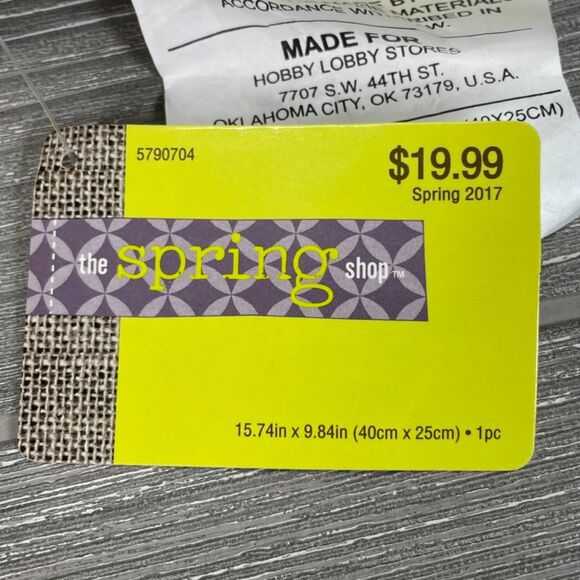 ACCORDANCE WITH
MATERIALS
MADE FOR
HOBBY LOBBY STORES
7707 S.W. 44TH ST.
OKLAHOMA CITY, OK 73179, U.S.A.
X25CM)
5790704
$19.99
Spring 2017
the spring shop™
15.74in x 9.84in (40cm x 25cm) • 1pc